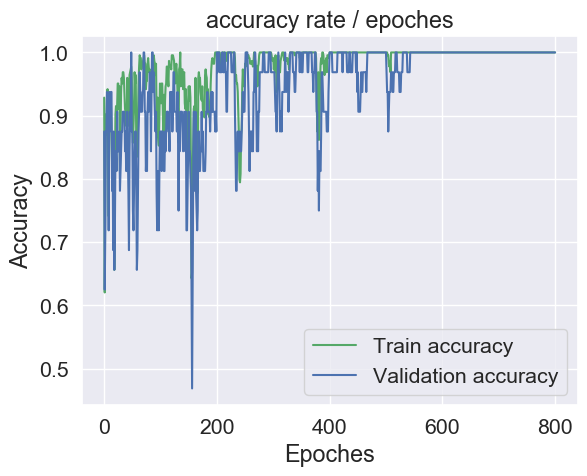 accuracy rate / epoches
1.0
0.9
0.8
0.7
0.6
0.5
Accuracy
Train accuracy
Validation accuracy
0 200 400 600 800
Epoches